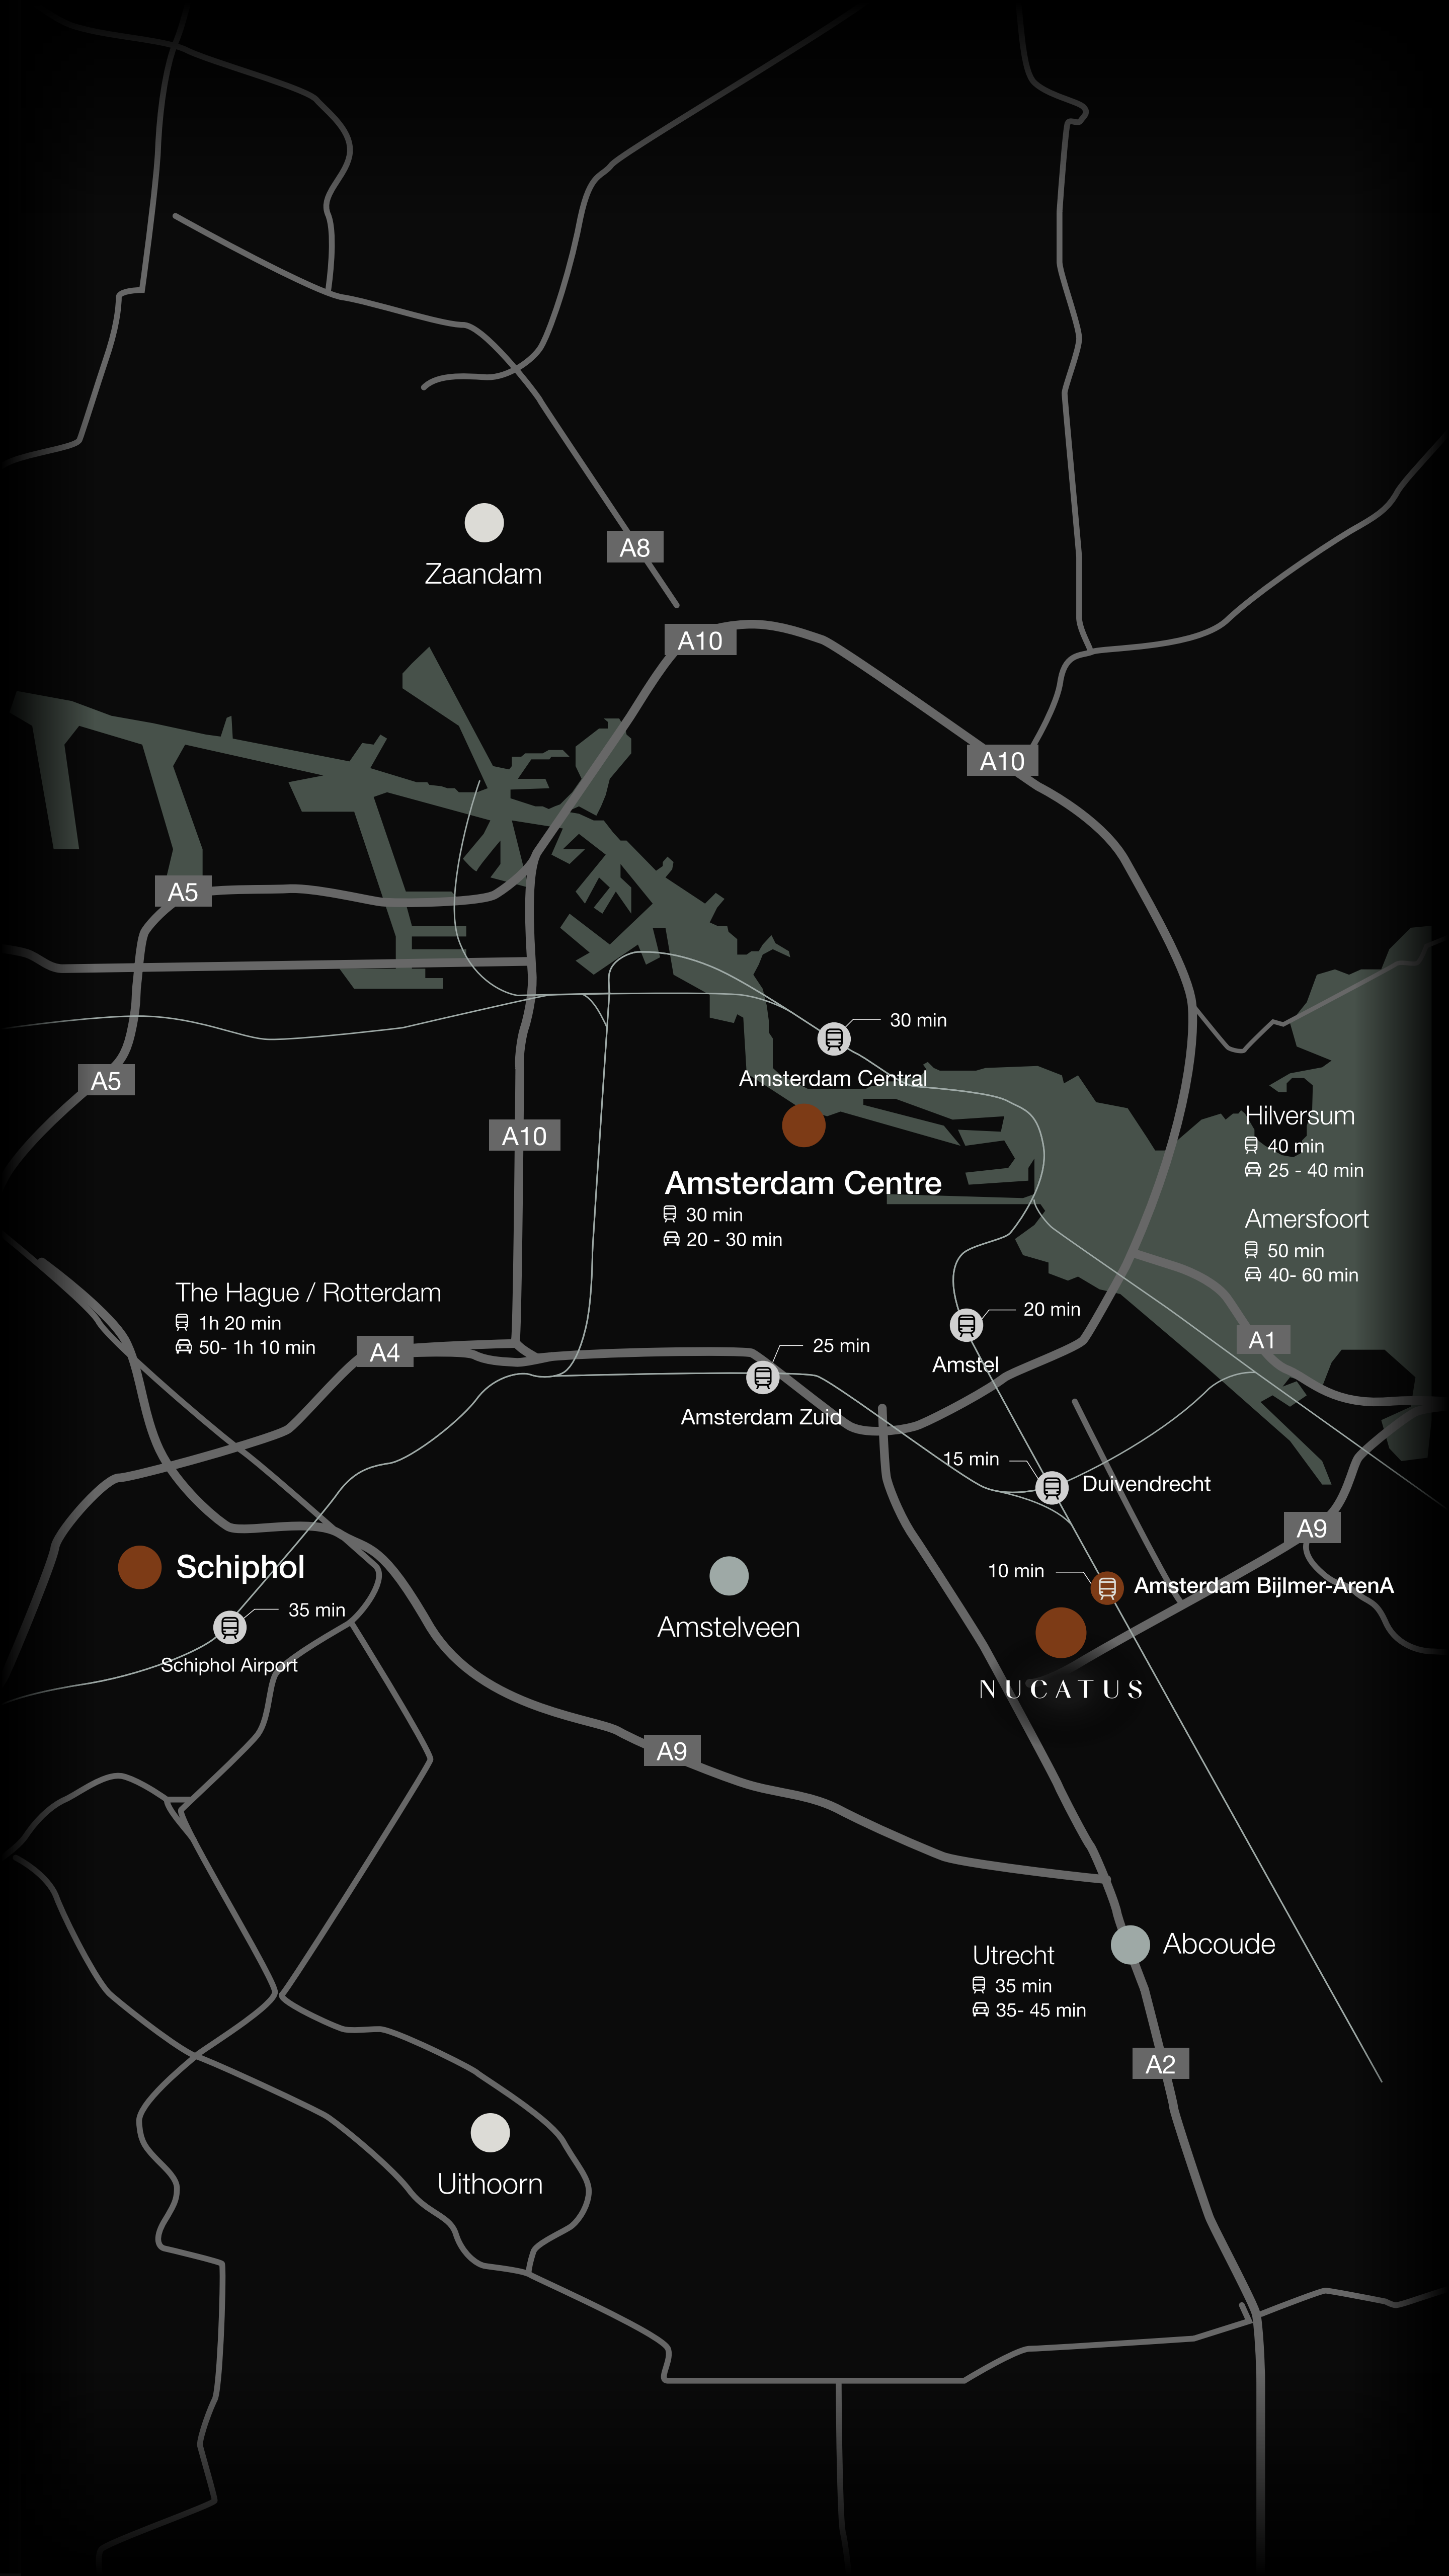 Zaandam
A8
A10
A10
A5
A5
30 min
Amsterdam Central
A10
Amsterdam Centre
30 min
20 - 30 min
Hilversum
40 min
25 - 40 min
Amersfoort
50 min
40- 60 min
The Hague / Rotterdam
1h 20 min
50- 1h 10 min
A4
20 min
Amstel
25 min
Amsterdam Zuid
A1
15 min
Duivendrecht
A9
Schiphol
35 min
Schiphol Airport
Amstelveen
10 min
Amsterdam Bijlmer-ArenA
NUCATUS
A9
Abcoude
Utrecht
35 min
35- 45 min
A2
Uithoorn